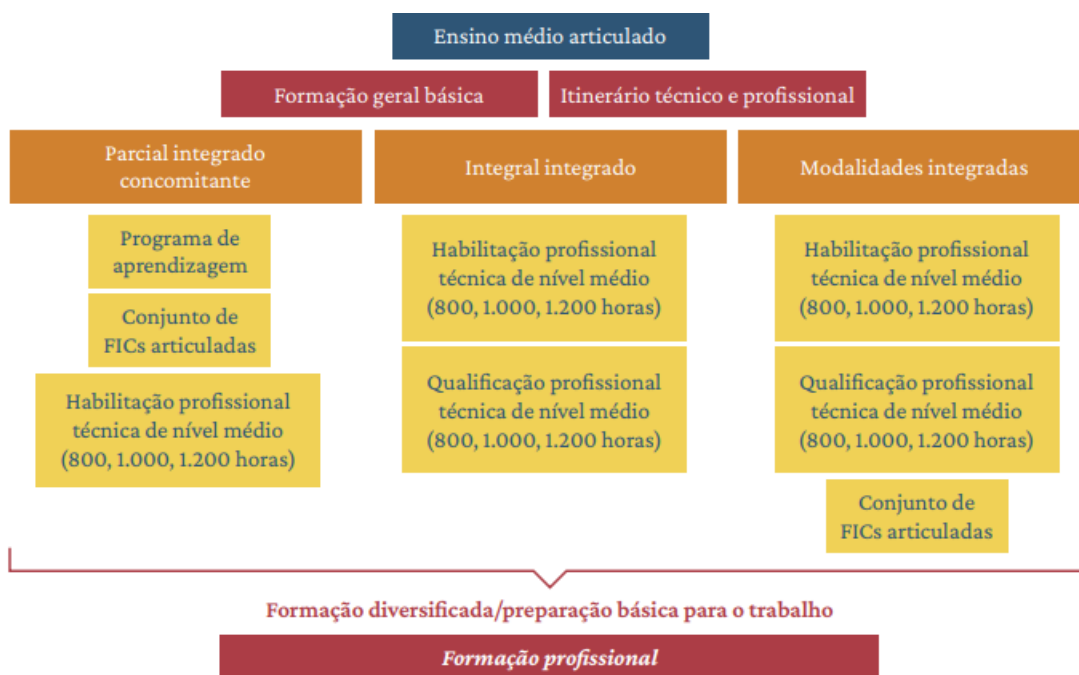 Ensino médio articulado
Formação geral básica
Itinerário técnico e profissional
Parcial integrado
concomitante
Programa de
aprendizagem
Conjunto de
FICs articuladas
Habilitação profissional
técnica de nível médio
(800, 1.000, 1.200 horas)
Integral integrado
Habilitação profissional
técnica de nível médio
(800, 1.000, 1.200 horas)
Qualificação profissional
técnica de nível médio
(800, 1.000, 1.200 horas)
Modalidades integradas
Habilitação profissional
técnica de nível médio
(800, 1.000, 1.200 horas)
Qualificação profissional
técnica de nível médio
(800, 1.000, 1.200 horas)
Conjunto de
FICs articuladas
Formação diversificada/preparação básica para o trabalho
Formação profissional